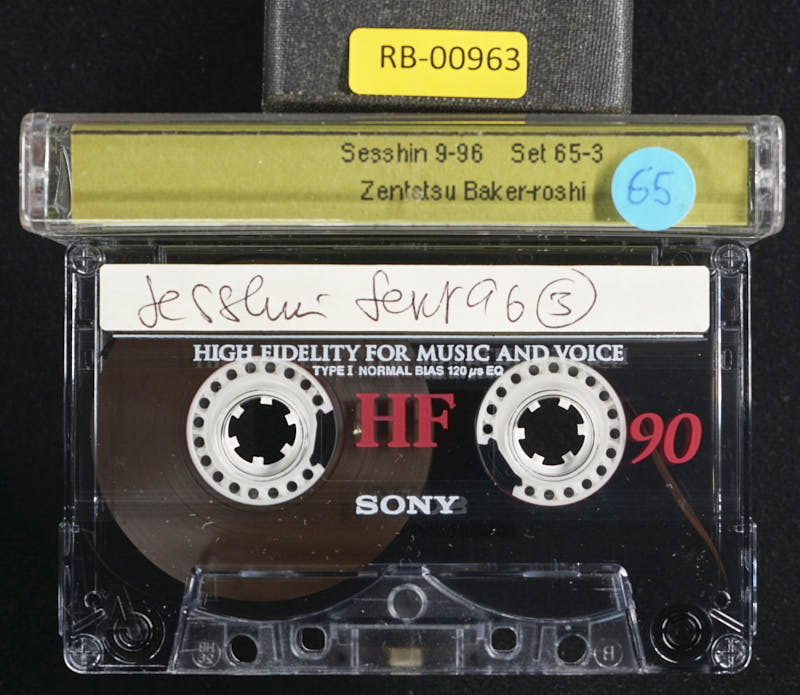 RB-00963
Sesshin 9-96 Set 65-3
Zentatsu Baker-roshi
65
Sesshin Sept 96 3
HIGH FIDELITY FOR MUSIC AND VOICE
TYPE I NORMAL BIAS 120 µs EQ
HF
90
SONY
B